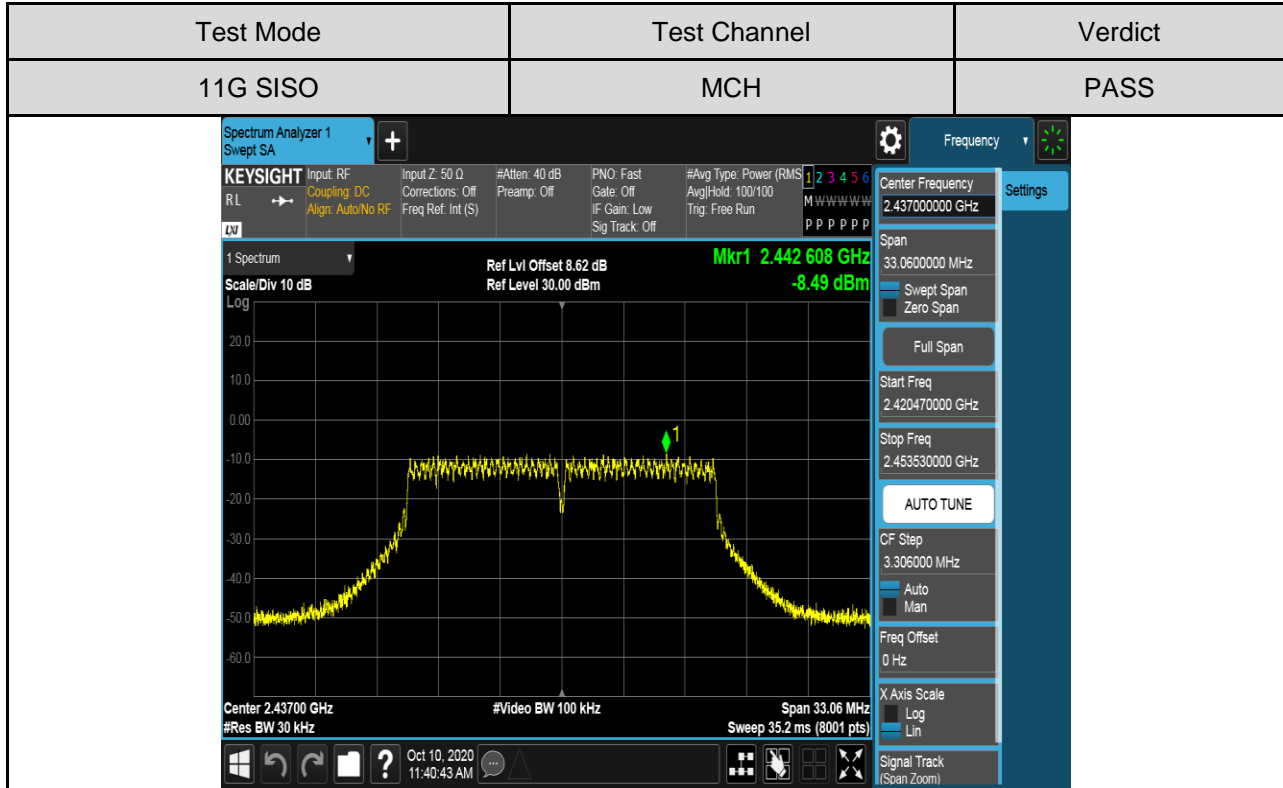 Test Mode Test Channel Verdict
11G SISO MCH PASS
Spectrum Analyzer 1
Swept SA
+
Frequency
KEYSIGHT
RL
LXI
Input: RF
Coupling: DC
Align: Auto/No RF
Input Z: 50 Ω
Corrections: Off
Freq Ref: Int (S)
#Atten: 40 dB
Preamp: Off
PNO: Fast
Gate: Off
IF Gain: Low
Sig Track: Off
#Avg Type: Power (RMS
Avg|Hold: 100/100
Trig: Free Run
1 2 3 4 5 6
M W W W W W
P P P P P P
1 Spectrum
Scale/Div 10 dB
Ref Lvl Offset 8.62 dB
Ref Level 30.00 dBm
Mkr1 2.442 608 GHz
-8.49 dBm
Log
20.0
10.0
0.00
-10.0
-20.0
-30.0
-40.0
-50.0
-60.0
1
Center 2.43700 GHz
#Res BW 30 kHz
#Video BW 100 kHz
Span 33.06 MHz
Sweep 35.2 ms (8001 pts)
Center Frequency
2.437000000 GHz
Settings
Span
33.0600000 MHz
Swept Span
Zero Span
Full Span
Start Freq
2.420470000 GHz
Stop Freq
2.453530000 GHz
AUTO TUNE
CF Step
3.306000 MHz
Auto
Man
Freq Offset
0 Hz
X Axis Scale
Log
Lin
Signal Track
(Span Zoom)
?
Oct 10, 2020
11:40:43 AM